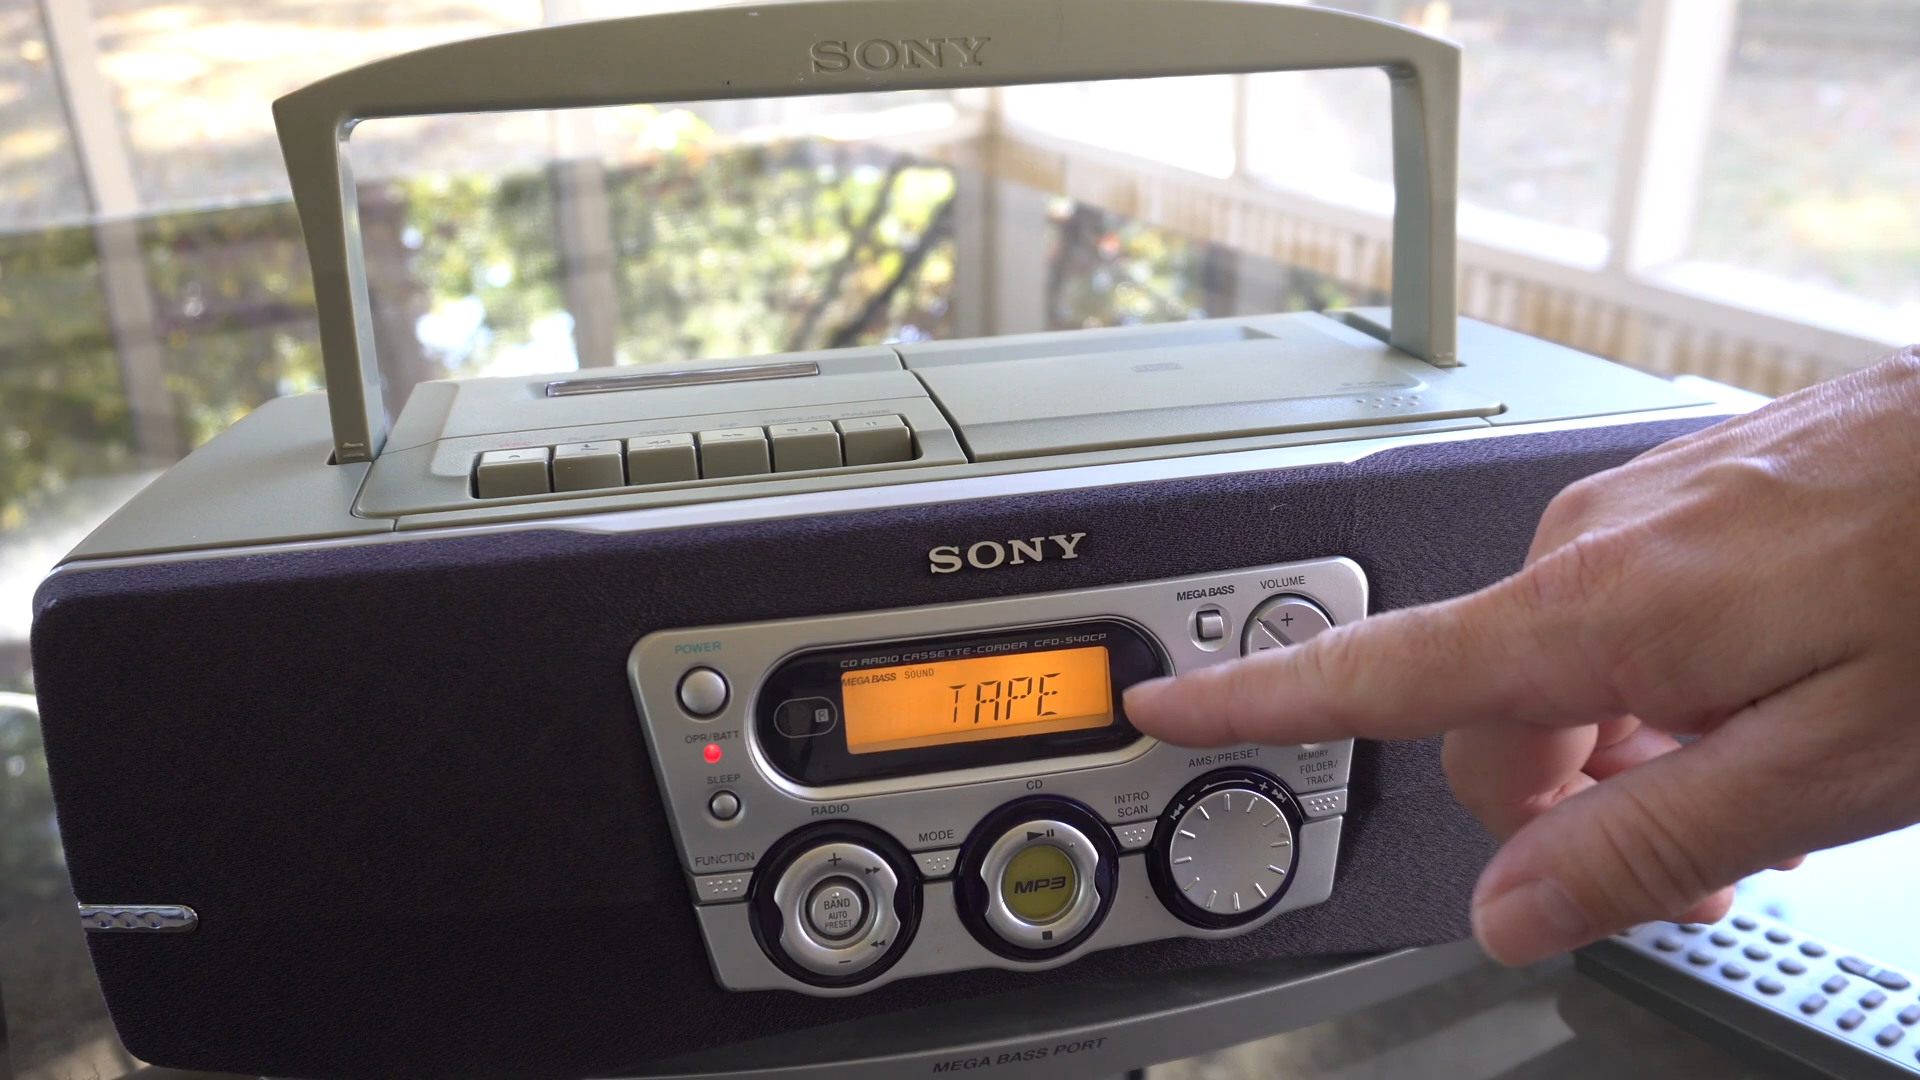 SONY
REC
SONY
MEGA BASS
VOLUME
+
-
POWER
CD RADIO CASSETTE-CORDER CFD-S40CP
MEGA BASS SOUND
TAPE
R
OPR/BATT
SLEEP
RADIO
CD
AMS/PRESET
MEMORY
FOLDER/
TRACK
INTRO
SCAN
MODE
FUNCTION
- +
+
BAND
AUTO
PRESET
-
MP3
MEGA BASS PORT